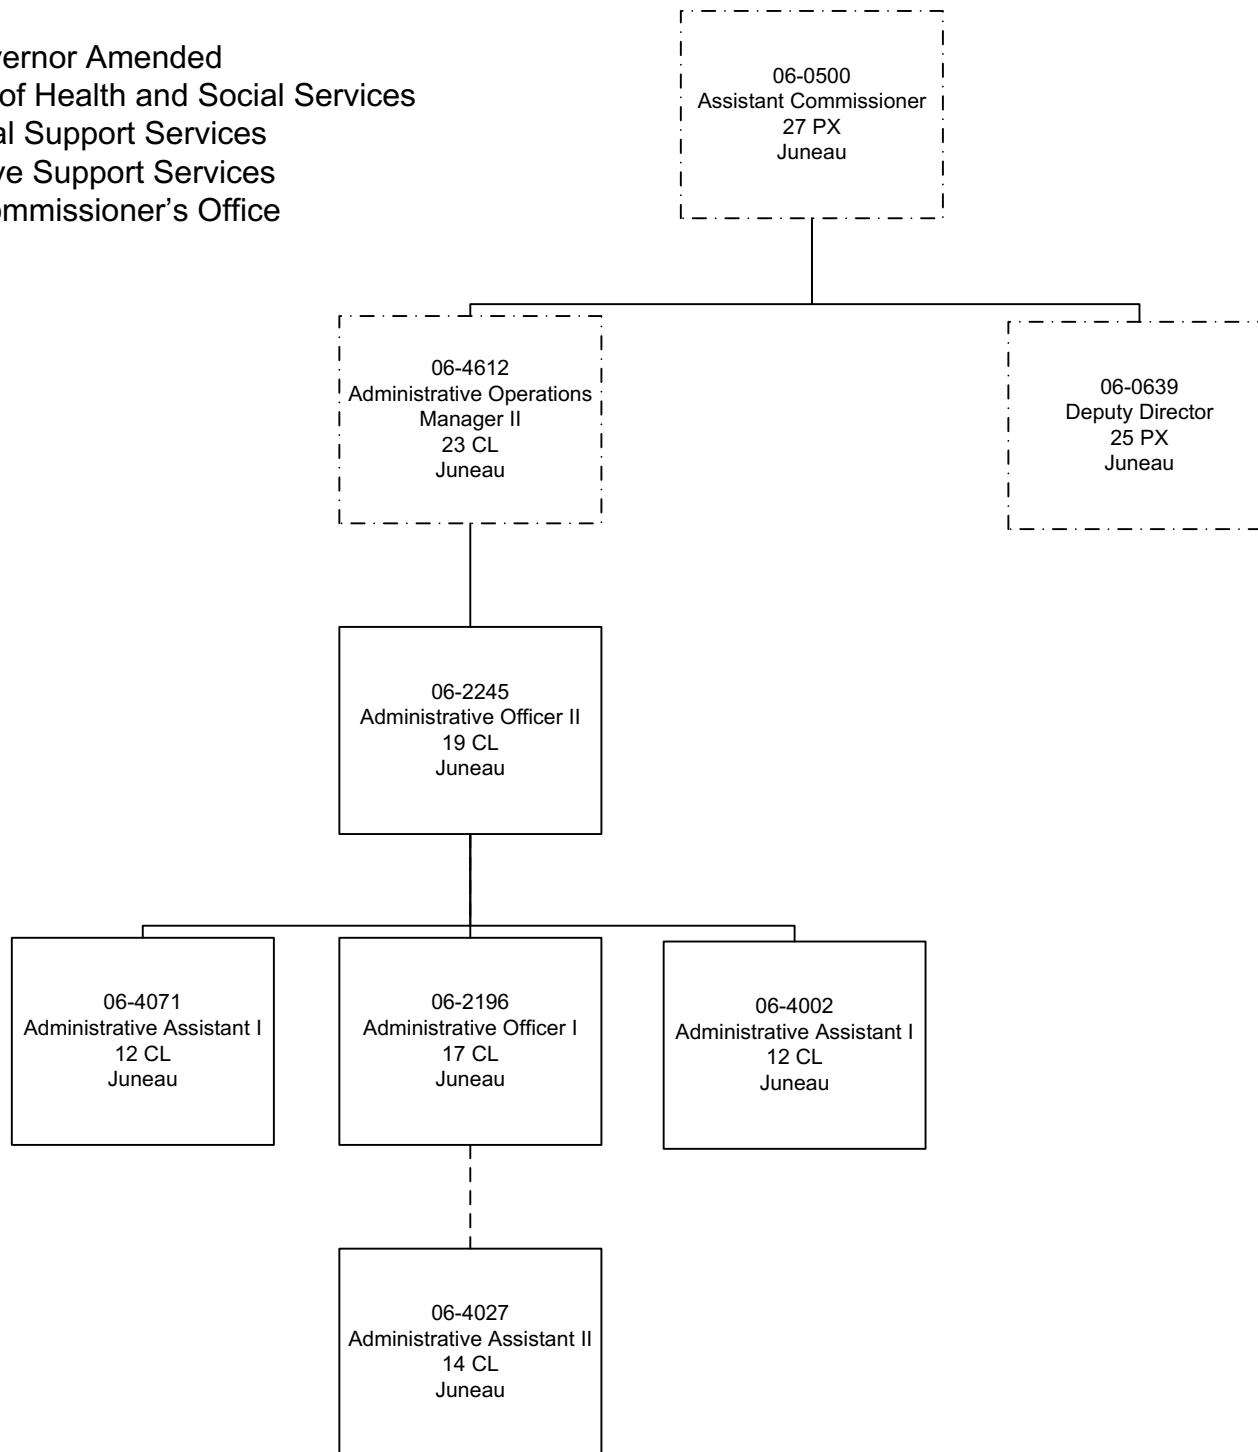 vernor Amended
of Health and Social Services
al Support Services
ve Support Services
ommissioner’s Office
06-0500
Assistant Commissioner
27 PX
Juneau
06-4612
Administrative Operations
Manager II
23 CL
Juneau
06-0639
Deputy Director
25 PX
Juneau
06-2245
Administrative Officer II
19 CL
Juneau
06-4071
Administrative Assistant I
12 CL
Juneau
06-2196
Administrative Officer I
17 CL
Juneau
06-4002
Administrative Assistant I
12 CL
Juneau
06-4027
Administrative Assistant II
14 CL
Juneau